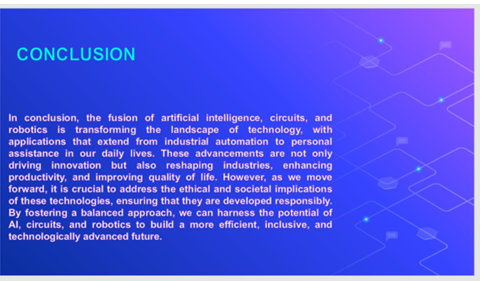 CONCLUSION
In conclusion, the fusion of artificial intelligence, circuits, and
robotics is transforming the landscape of technology, with
applications that extend from industrial automation to personal
assistance in our daily lives. These advancements are not only
driving innovation but also reshaping industries, enhancing
productivity, and improving quality of life. However, as we move
forward, it is crucial to address the ethical and societal implications
of these technologies, ensuring that they are developed responsibly.
By fostering a balanced approach, we can harness the potential of
AI, circuits, and robotics to build a more efficient, inclusive, and
technologically advanced future.